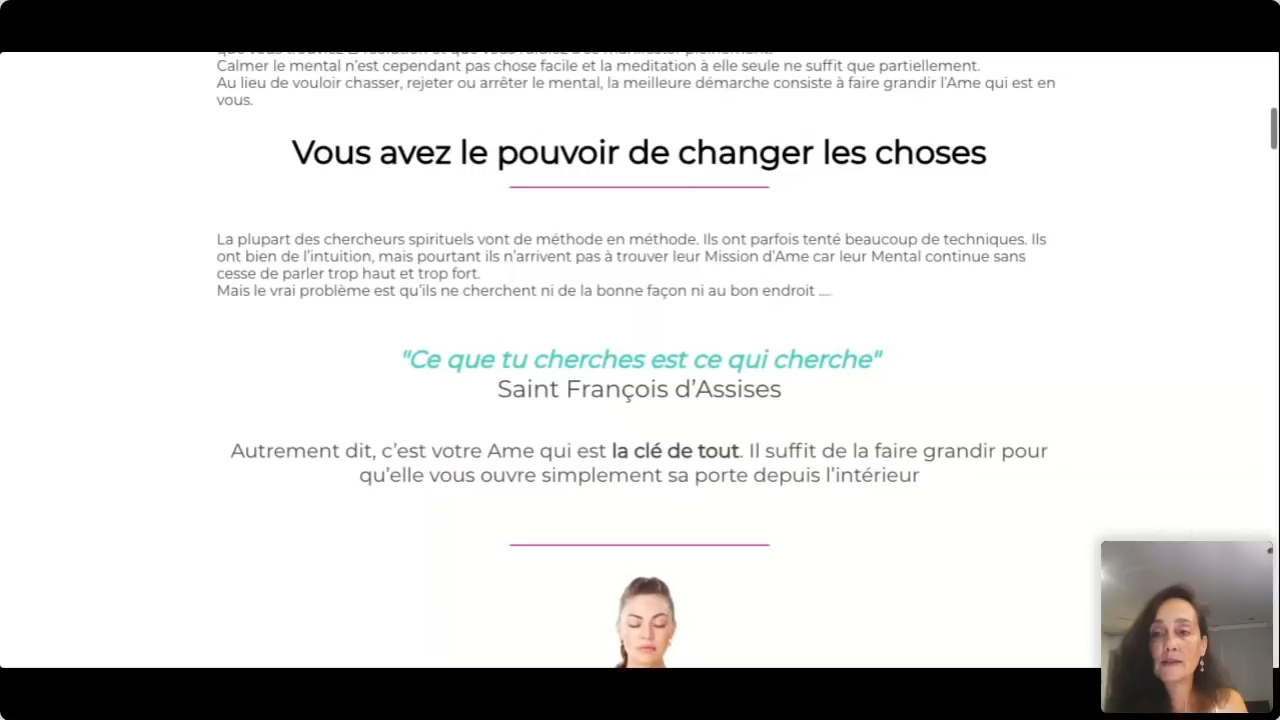 Calmer le mental n'est cependant pas chose facile et la meditation à elle seule ne suffit que partiellement.
Au lieu de vouloir chasser, rejeter ou arrêter le mental, la meilleure démarche consiste à faire grandir l'Ame qui est en
vous.
Vous avez le pouvoir de changer les choses
La plupart des chercheurs spirituels vont de méthode en méthode. Ils ont parfois tenté beaucoup de techniques. Ils
ont bien de l'intuition, mais pourtant ils n'arrivent pas à trouver leur Mission d'Ame car leur Mental continue sans
cesse de parler trop haut et trop fort.
Mais le vrai problème est qu'ils ne cherchent ni de la bonne façon ni au bon endroit ....
"Ce que tu cherches est ce qui cherche"
Saint François d'Assises
Autrement dit, c'est votre Ame qui est la clé de tout. Il suffit de la faire grandir pour
qu'elle vous ouvre simplement sa porte depuis l'intérieur